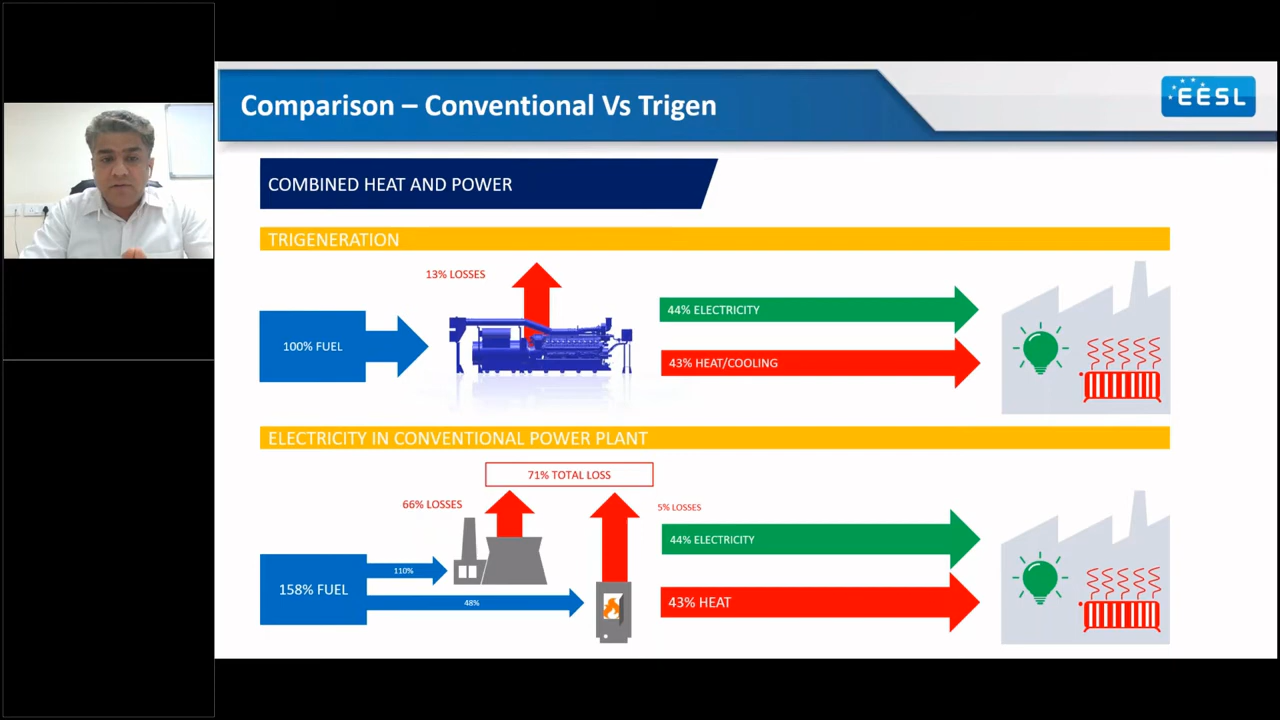 Comparison – Conventional Vs Trigen
EESL
COMBINED HEAT AND POWER
TRIGENERATION
13% LOSSES
100% FUEL
44% ELECTRICITY
43% HEAT/COOLING
ELECTRICITY IN CONVENTIONAL POWER PLANT
71% TOTAL LOSS
66% LOSSES
5% LOSSES
158% FUEL
110%
48%
44% ELECTRICITY
43% HEAT